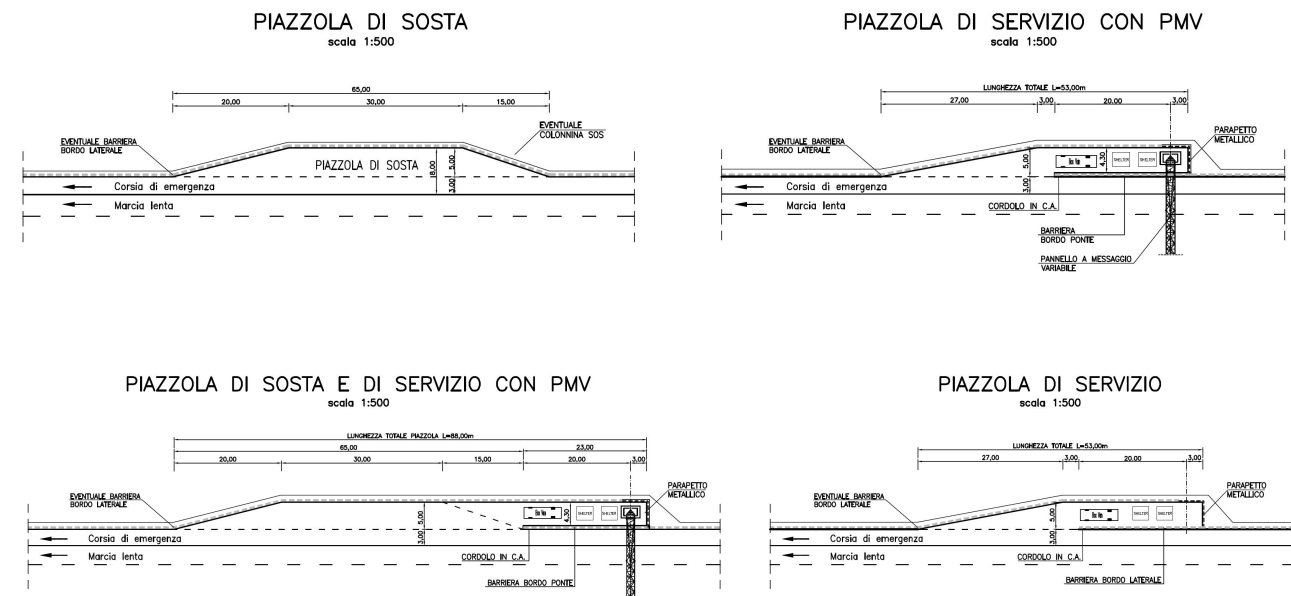 PIAZZOLA DI SOSTA
scala 1:500
65,00
20,00 30,00 15,00
EVENTUALE
COLONNINA SOS
EVENTUALE BARRIERA
BORDO LATERALE
PIAZZOLA DI SOSTA
8,00
5,00
3,00
Corsia di emergenza
Marcia lenta
PIAZZOLA DI SERVIZIO CON PMV
scala 1:500
LUNGHEZZA TOTALE L=53,00m
27,00 3,00 20,00 3,00
PARAPETTO
METALLICO
EVENTUALE BARRIERA
BORDO LATERALE
5,00
4,30
SHELTER SHELTER
3,00
Corsia di emergenza
Marcia lenta
CORDOLO IN C.A.
BARRIERA
BORDO PONTE
PANNELLO A MESSAGGIO
VARIABILE
PIAZZOLA DI SOSTA E DI SERVIZIO CON PMV
scala 1:500
LUNGHEZZA TOTALE PIAZZOLA L=88,00m
65,00 23,00
20,00 30,00 15,00 20,00 3,00
PARAPETTO
METALLICO
EVENTUALE BARRIERA
BORDO LATERALE
5,00
4,30
SHELTER SHELTER
3,00
Corsia di emergenza
Marcia lenta
CORDOLO IN C.A.
BARRIERA BORDO PONTE
PIAZZOLA DI SERVIZIO
scala 1:500
LUNGHEZZA TOTALE L=53,00m
27,00 3,00 20,00 3,00
PARAPETTO
METALLICO
EVENTUALE BARRIERA
BORDO LATERALE
5,00
SHELTER SHELTER
3,00
Corsia di emergenza
Marcia lenta
CORDOLO IN C.A.
BARRIERA BORDO LATERALE